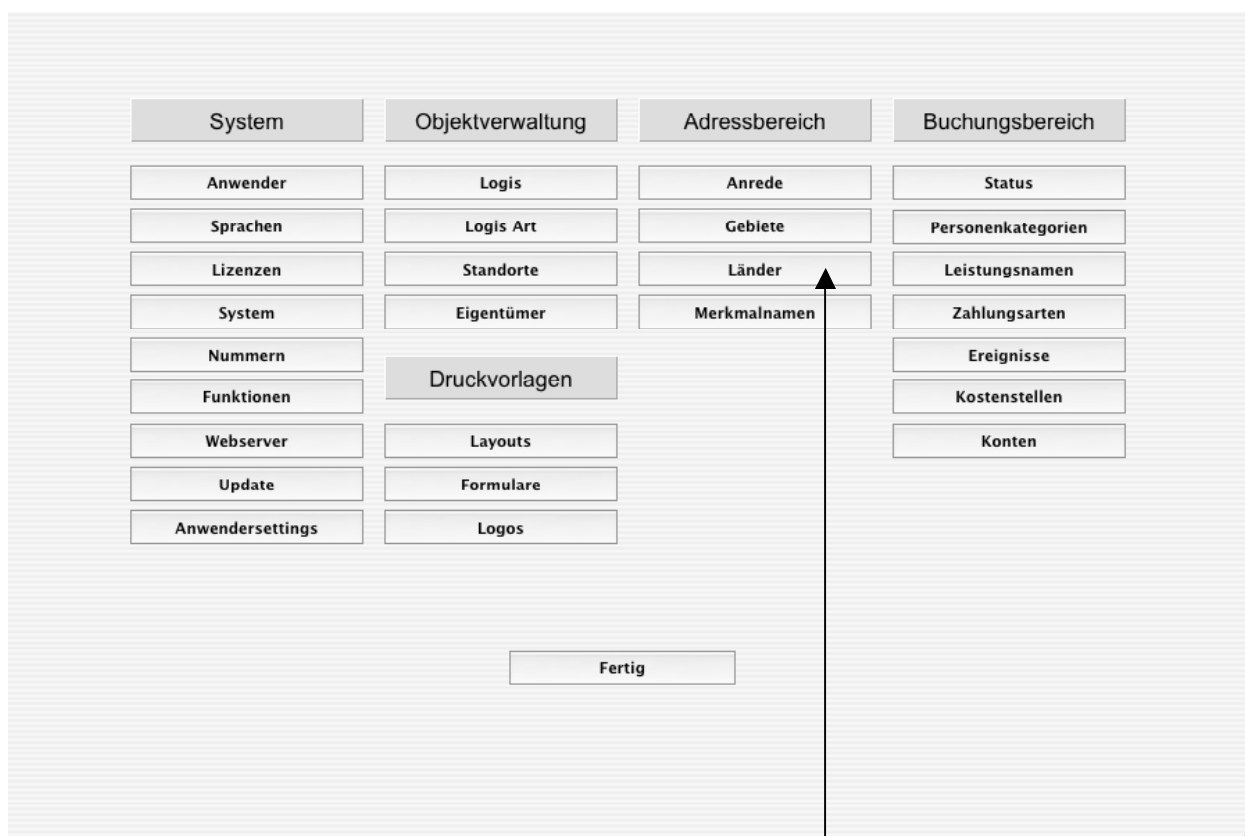 System
Objektverwaltung
Adressbereich
Buchungsbereich
Anwender
Logis
Anrede
Status
Sprachen
Logis Art
Gebiete
Personenkategorien
Lizenzen
Standorte
Länder
Leistungsnamen
System
Eigentümer
Merkmalnamen
Zahlungsarten
Nummern
Druckvorlagen
Ereignisse
Funktionen
Kostenstellen
Webserver
Layouts
Konten
Update
Formulare
Anwendersettings
Logos
Fertig